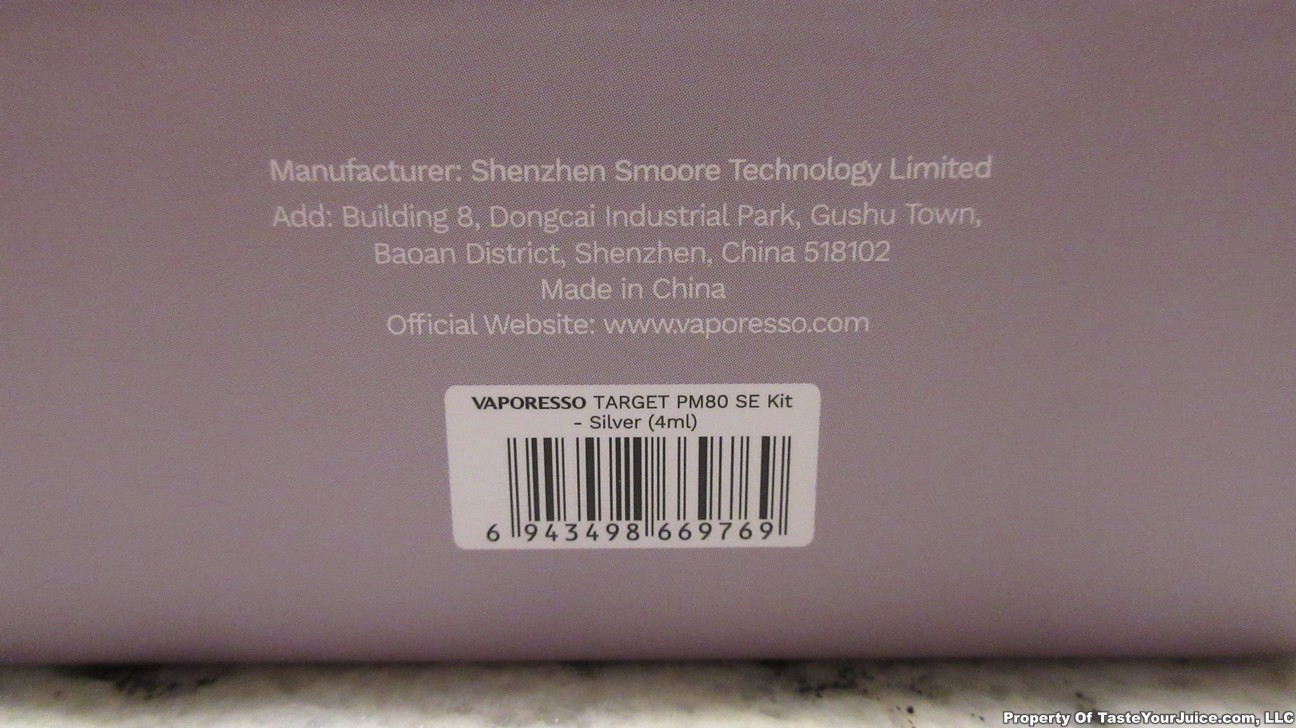 Manufacturer: Shenzhen Smoore Technology Limited
Add: Building 8, Dongcai Industrial Park, Gushu Town,
Baoan District, Shenzhen, China 518102
Made in China
Official Website: www.vaporesso.com
VAPORESSO TARGET PM80 SE Kit
- Silver (4ml)
6 943498 669769
Property Of TasteYourJuice.com, LLC